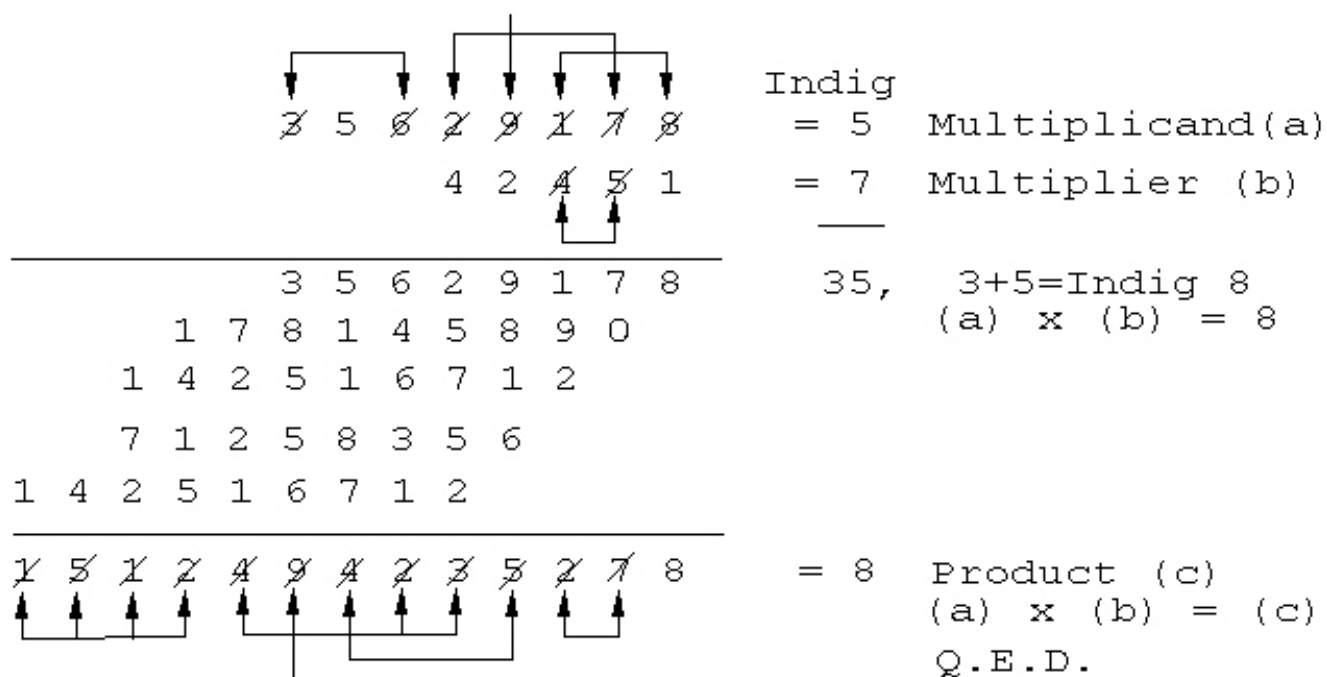 Indig
3 5 6 2 9 1 7 8 = 5 Multiplicand(a)
4 2 4 5 1 = 7 Multiplier (b)
3 5 6 2 9 1 7 8 35, 3+5=Indig 8
1 7 8 1 4 5 8 9 0 (a) x (b) = 8
1 4 2 5 1 6 7 1 2
7 1 2 5 8 3 5 6
1 4 2 5 1 6 7 1 2
1 5 1 2 4 9 4 2 3 5 2 7 8 = 8 Product (c)
(a) x (b) = (c)
Q.E.D.